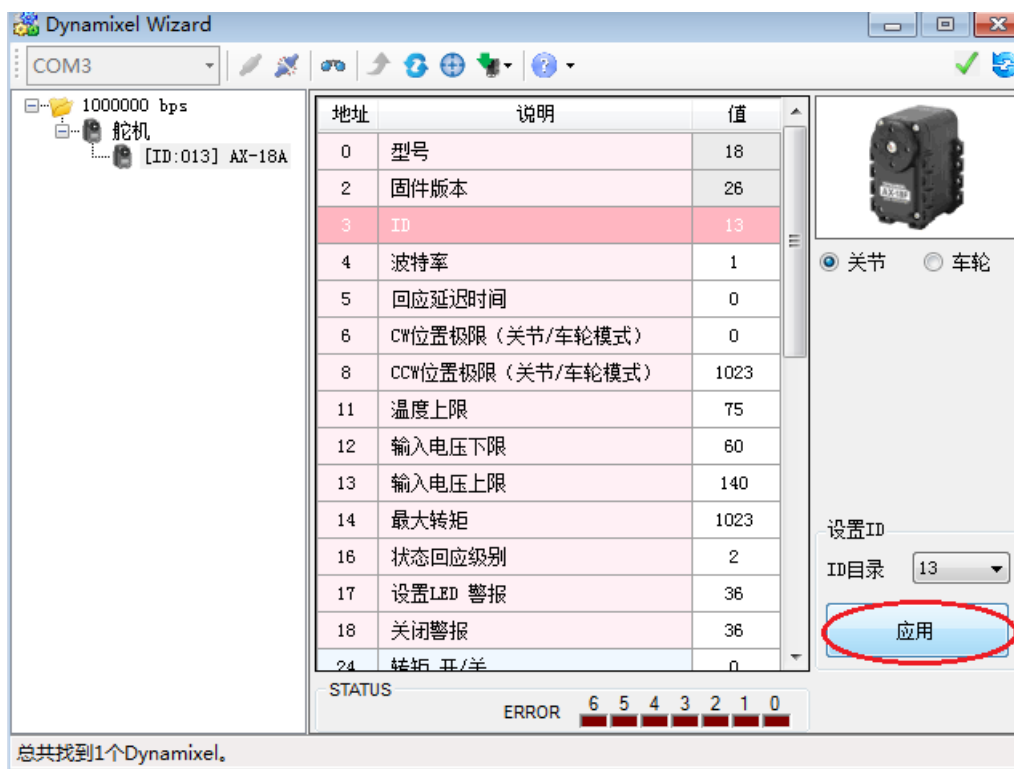 Dynamixel Wizard
COM3
1000000 bps
舵机
[ID:013] AX-18A
地址 说明 值
0 型号 18
2 固件版本 26
3 ID 13
4 波特率 1
5 回应延迟时间 0
6 CW位置极限（关节/车轮模式） 0
8 CCW位置极限（关节/车轮模式） 1023
11 温度上限 75
12 输入电压下限 60
13 输入电压上限 140
14 最大转矩 1023
16 状态回应级别 2
17 设置LED 警报 36
18 关闭警报 36
24 转矩 开/关 0
关节 车轮
设置ID
ID目录 13
应用
STATUS
ERROR 6 5 4 3 2 1 0
总共找到1个Dynamixel。